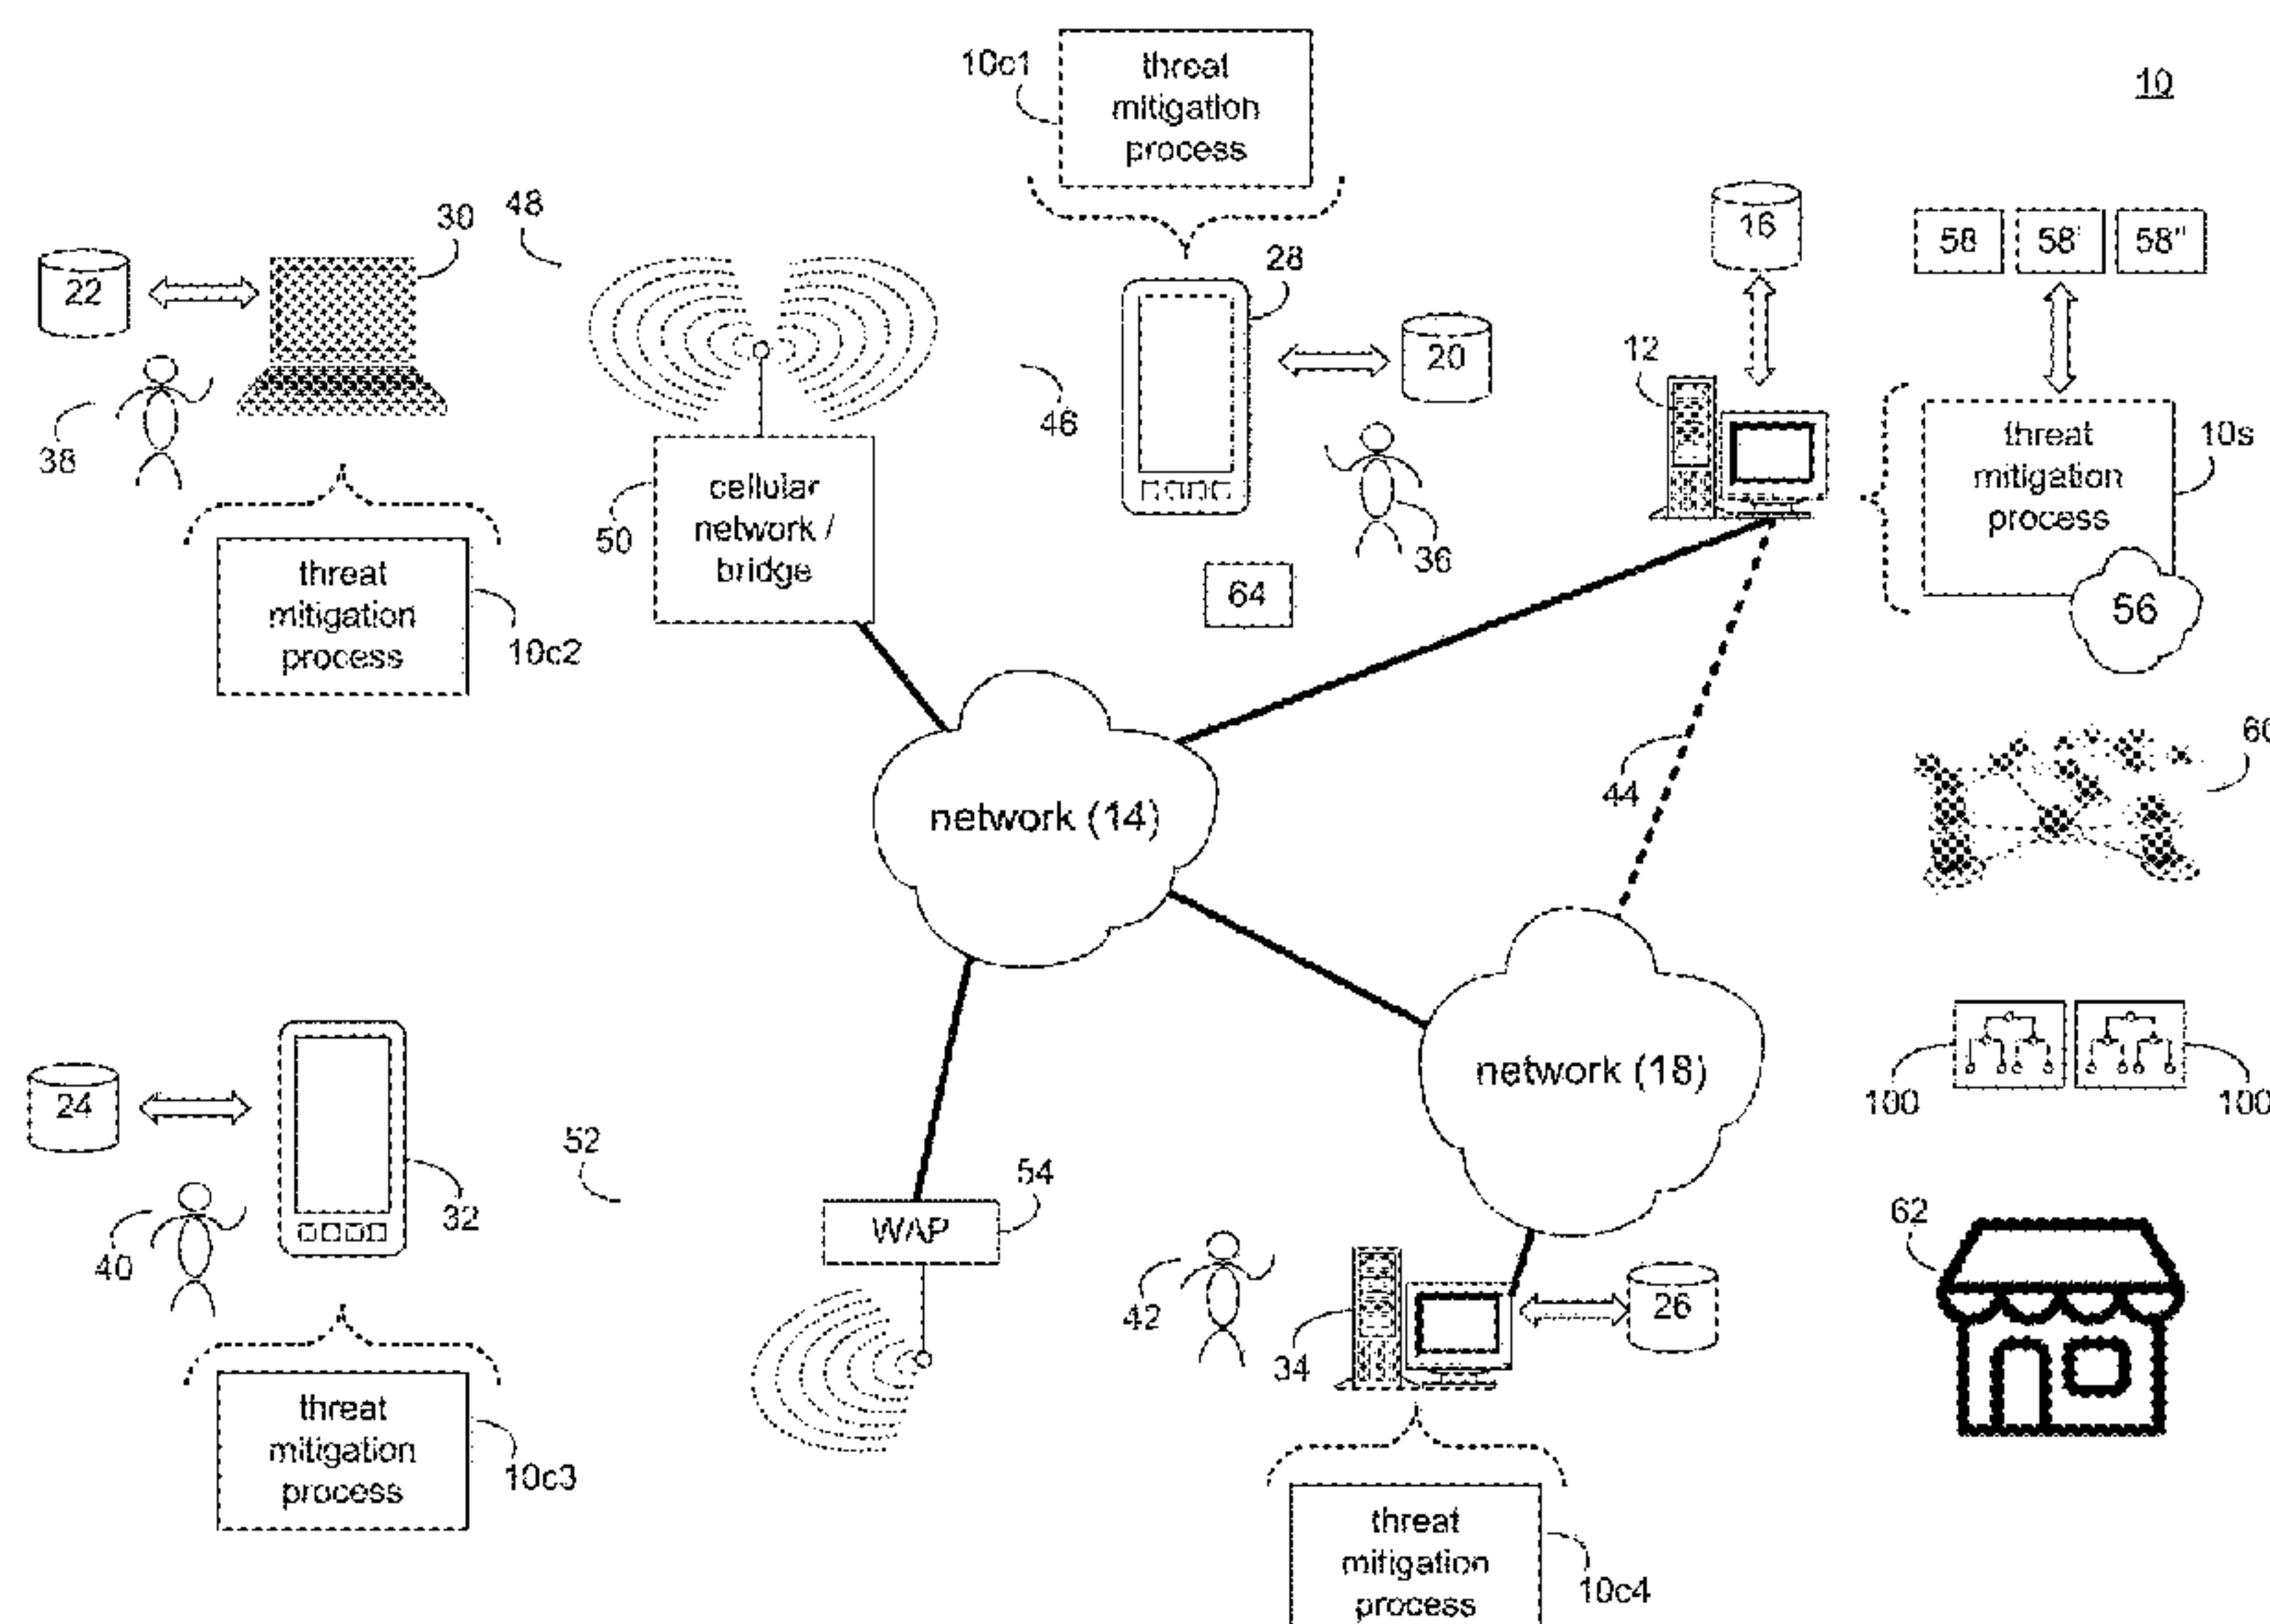 10
10c1
threat
mitigation
process
48
30
22
38
threat
mitigation
process
10c2
50
cellular
network /
bridge
46
28
20
36
64
16
12
58
58'
58"
threat
mitigation
process
10s
56
60
network (14)
44
network (18)
100
100
62
24
32
40
52
54
WAP
threat
mitigation
process
10c3
42
34
26
threat
mitigation
process
10c4